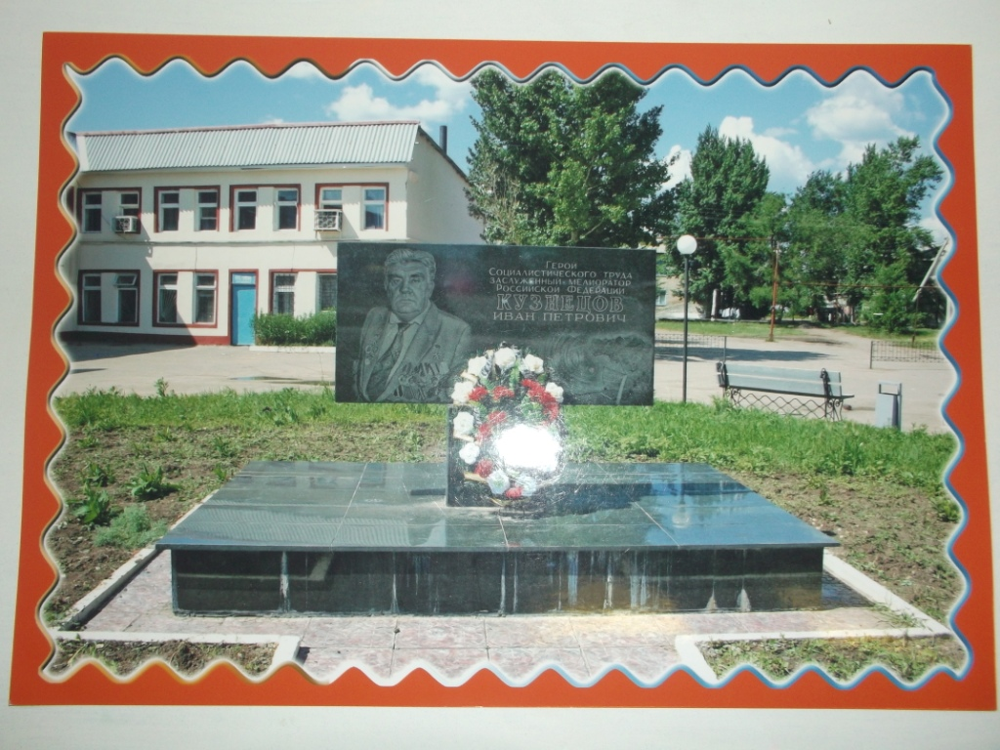 Герой
Социалистического труда
заслуженный мелиоратор
Российской Федерации
КУЗНЕЦОВ
ИВАН ПЕТРОВИЧ